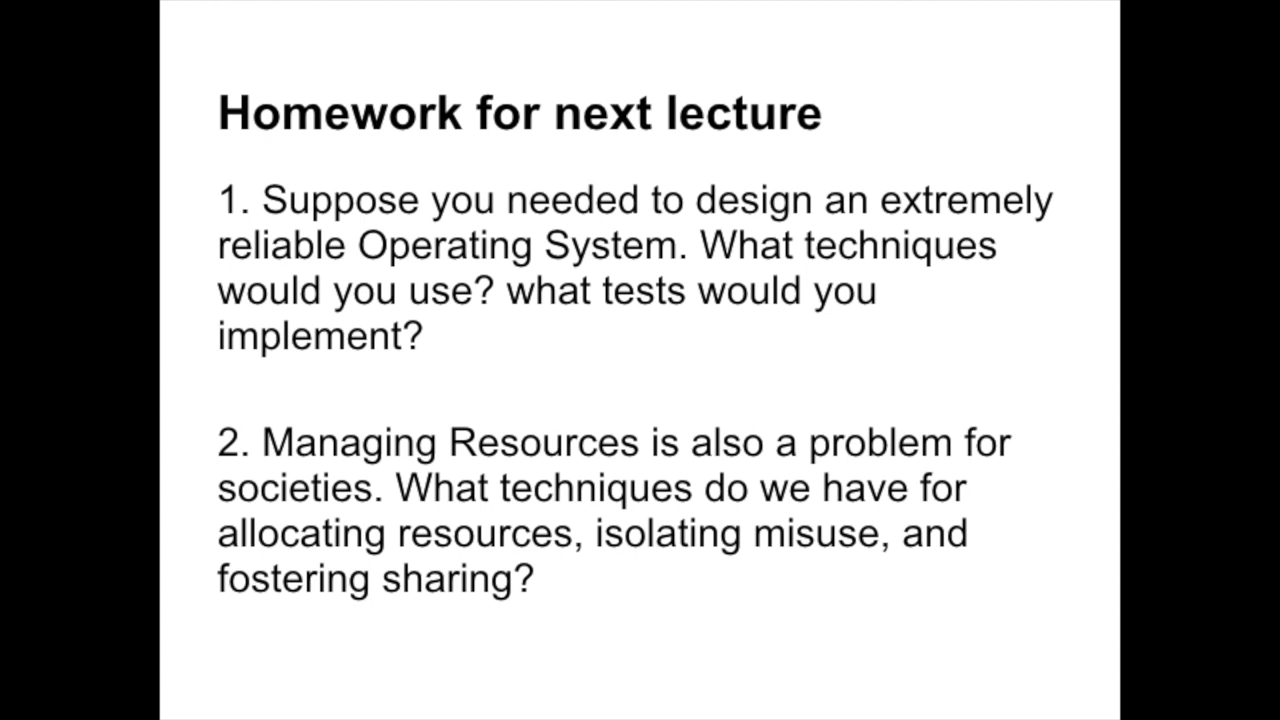 Homework for next lecture
1. Suppose you needed to design an extremely
reliable Operating System. What techniques
would you use? what tests would you
implement?
2. Managing Resources is also a problem for
societies. What techniques do we have for
allocating resources, isolating misuse, and
fostering sharing?